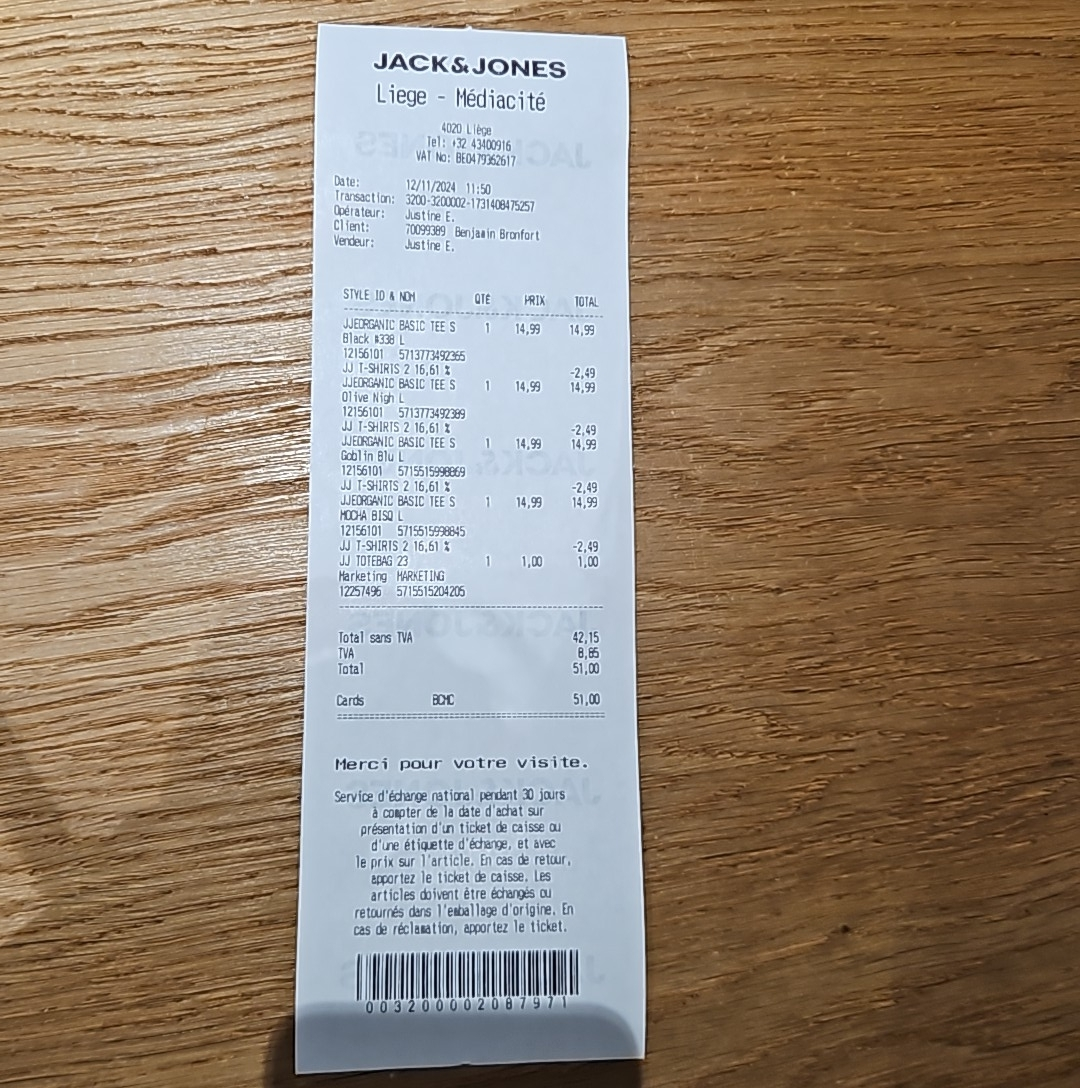 JACK&JONES
Liege - Médiacité
4020 Liège
Tel: +32 43400916
VAT No: BE0479362617
Date: 12/11/2024 11:50
Transaction: 3200-3200002-1731408475257
Opérateur: Justine E.
Client: 70099389 Benjamin Bronfort
Vendeur: Justine E.
STYLE ID & NOM QTÉ PRIX TOTAL
JJEORGANIC BASIC TEE S 1 14,99 14,99
Black #338 L
12156101 5713773492365
JJ T-SHIRTS 2 16,61 % -2,49
JJEORGANIC BASIC TEE S 1 14,99 14,99
Olive Nigh L
12156101 5713773492389
JJ T-SHIRTS 2 16,61 % -2,49
JJEORGANIC BASIC TEE S 1 14,99 14,99
Goblin Blu L
12156101 5715515998869
JJ T-SHIRTS 2 16,61 % -2,49
JJEORGANIC BASIC TEE S 1 14,99 14,99
MOCHA BISQ L
12156101 5715515998845
JJ T-SHIRTS 2 16,61 % -2,49
JJ TOTEBAG 23 1 1,00 1,00
Marketing MARKETING
12257496 5715515204205
Total sans TVA 42,15
TVA 8,85
Total 51,00
Cards BCMC 51,00
Merci pour votre visite.
Service d'échange national pendant 30 jours
à compter de la date d'achat sur
présentation d'un ticket de caisse ou
d'une étiquette d'échange, et avec
le prix sur l'article. En cas de retour,
apportez le ticket de caisse. Les
articles doivent être échangés ou
retournés dans l'emballage d'origine. En
cas de réclamation, apportez le ticket.
003200002087971